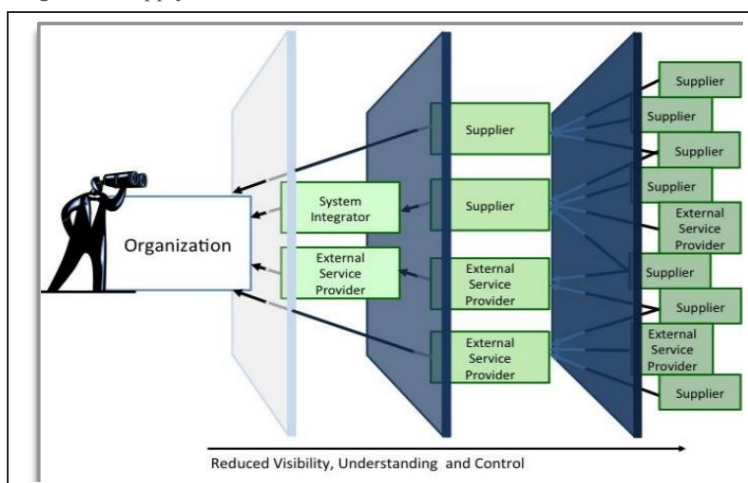 Organization
System
Integrator
External
Service
Provider
Supplier
Supplier
External
Service
Provider
External
Service
Provider
Supplier
Supplier
Supplier
Supplier
External
Service
Provider
Supplier
Supplier
External
Service
Provider
Supplier
Reduced Visibility, Understanding and Control